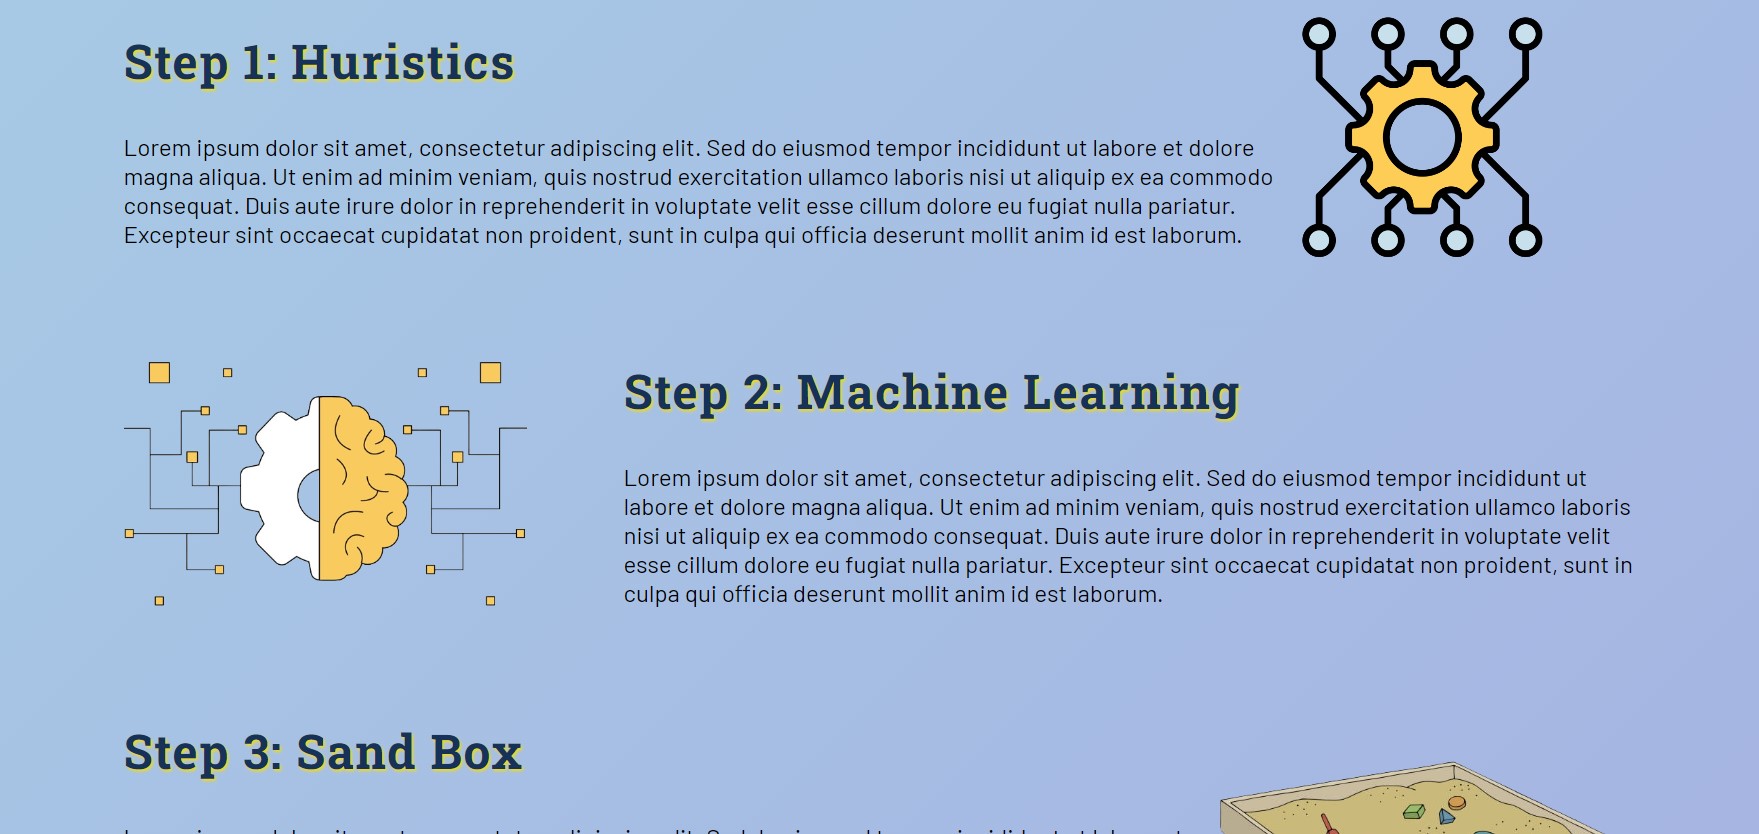 Step 1: Huristics
Lorem ipsum dolor sit amet, consectetur adipiscing elit. Sed do eiusmod tempor incididunt ut labore et dolore
magna aliqua. Ut enim ad minim veniam, quis nostrud exercitation ullamco laboris nisi ut aliquip ex ea commodo
consequat. Duis aute irure dolor in reprehenderit in voluptate velit esse cillum dolore eu fugiat nulla pariatur.
Excepteur sint occaecat cupidatat non proident, sunt in culpa qui officia deserunt mollit anim id est laborum.
Step 2: Machine Learning
Lorem ipsum dolor sit amet, consectetur adipiscing elit. Sed do eiusmod tempor incididunt ut
labore et dolore magna aliqua. Ut enim ad minim veniam, quis nostrud exercitation ullamco laboris
nisi ut aliquip ex ea commodo consequat. Duis aute irure dolor in reprehenderit in voluptate velit
esse cillum dolore eu fugiat nulla pariatur. Excepteur sint occaecat cupidatat non proident, sunt in
culpa qui officia deserunt mollit anim id est laborum.
Step 3: Sand Box